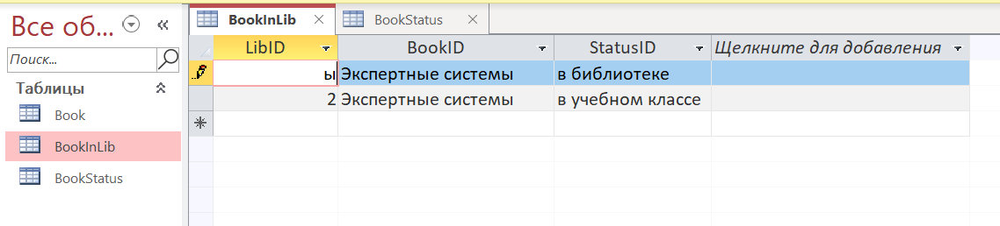 Все об...
Поиск...
Таблицы
Book
BookInLib
BookStatus
BookInLib
BookStatus
LibID BookID StatusID Щелкните для добавления
ы Экспертные системы в библиотеке
2 Экспертные системы в учебном классе